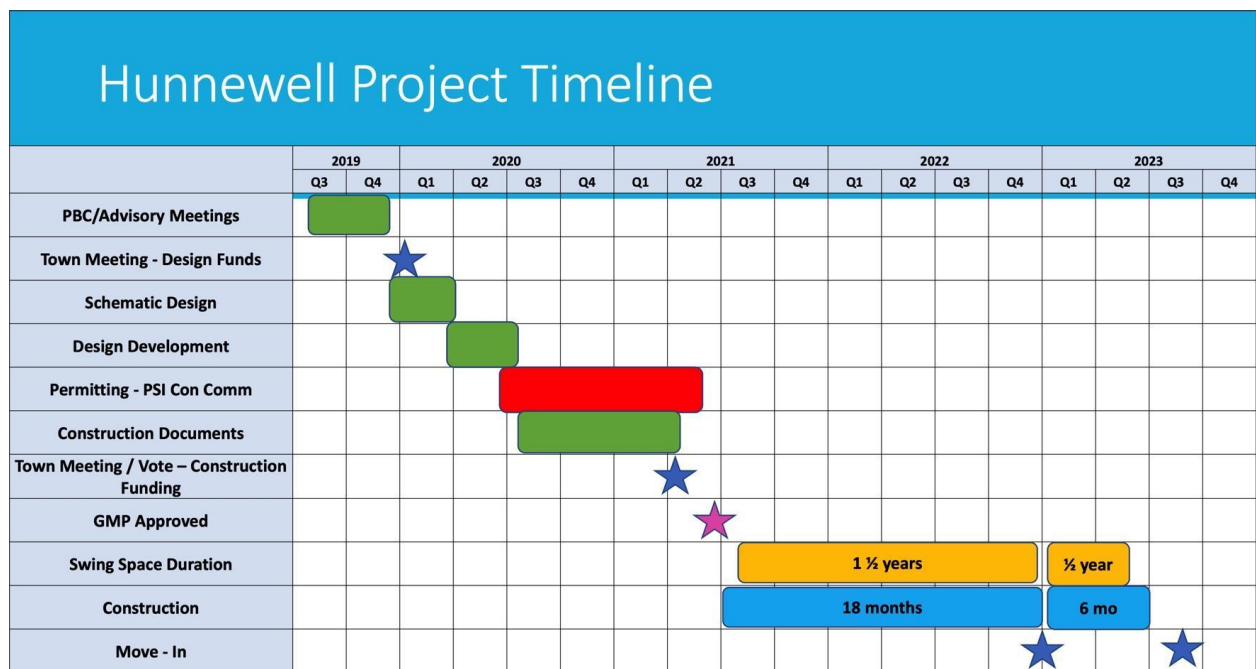 Hunnewell Project Timeline
2019 2020 2021 2022 2023
Q3 Q4 Q1 Q2 Q3 Q4 Q1 Q2 Q3 Q4 Q1 Q2 Q3 Q4 Q1 Q2 Q3 Q4
PBC/Advisory Meetings
Town Meeting - Design Funds
Schematic Design
Design Development
Permitting - PSI Con Comm
Construction Documents
Town Meeting / Vote – Construction
Funding
GMP Approved
Swing Space Duration 1 ½ years ½ year
Construction 18 months 6 mo
Move - In